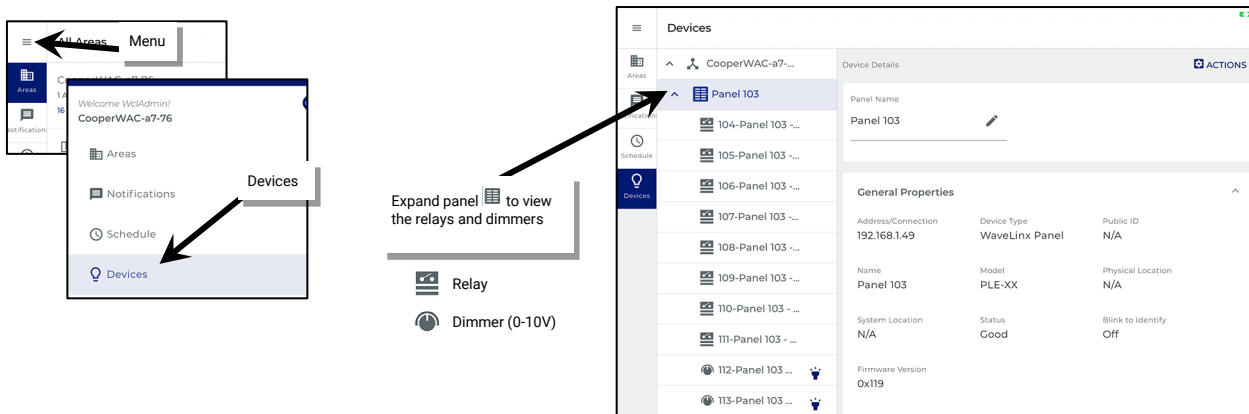 All Areas
Menu
Areas
CooperWAC-a7-76
16
Notification
Welcome WclAdmin!
CooperWAC-a7-76
Areas
Notifications
Schedule
Devices
Devices
Expand panel to view
the relays and dimmers
Relay
Dimmer (0-10V)
Devices
Areas
Schedule
Devices
CooperWAC-a7-...
Panel 103
104-Panel 103 -...
105-Panel 103 -...
106-Panel 103 -...
107-Panel 103 -...
108-Panel 103 -...
109-Panel 103 -...
110-Panel 103 - ...
111-Panel 103 - ...
112-Panel 103 ...
113-Panel 103 ...
Device Details
ACTIONS
Panel Name
Panel 103
General Properties
Address/Connection Device Type Public ID
192.168.1.49 WaveLinx Panel N/A
Name Model Physical Location
Panel 103 PLE-XX N/A
System Location Status Blink to Identify
N/A Good Off
Firmware Version
0x119